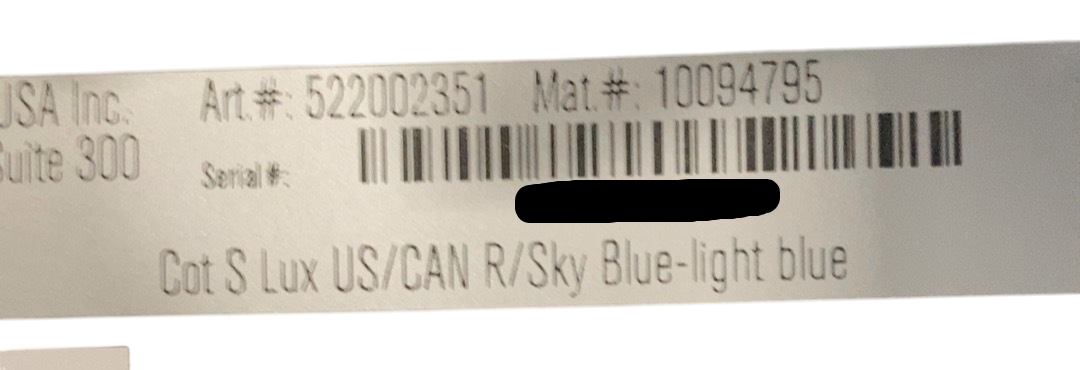 USA Inc. Art.#: 522002351 Mat.#: 10094795
Suite 300 Serial#:
Cot S Lux US/CAN R/Sky Blue-light blue